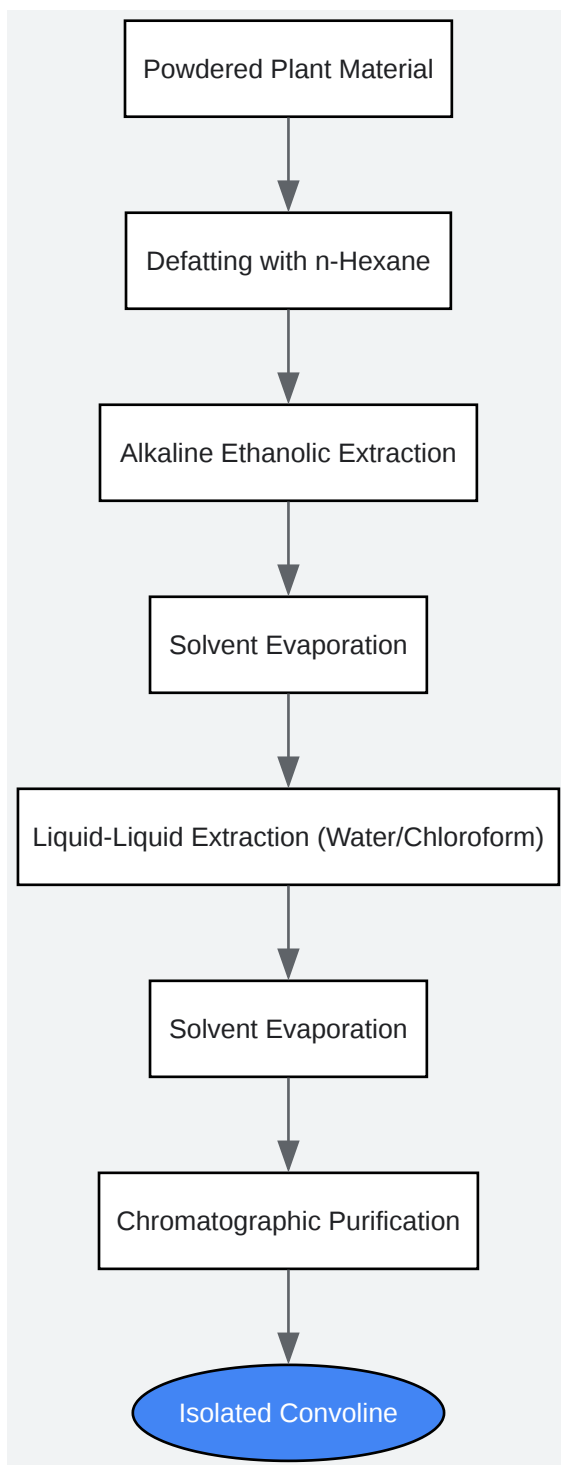 Powdered Plant Material
Defatting with n-Hexane
Alkaline Ethanolic Extraction
Solvent Evaporation
Liquid-Liquid Extraction (Water/Chloroform)
Solvent Evaporation
Chromatographic Purification
Isolated Convoline